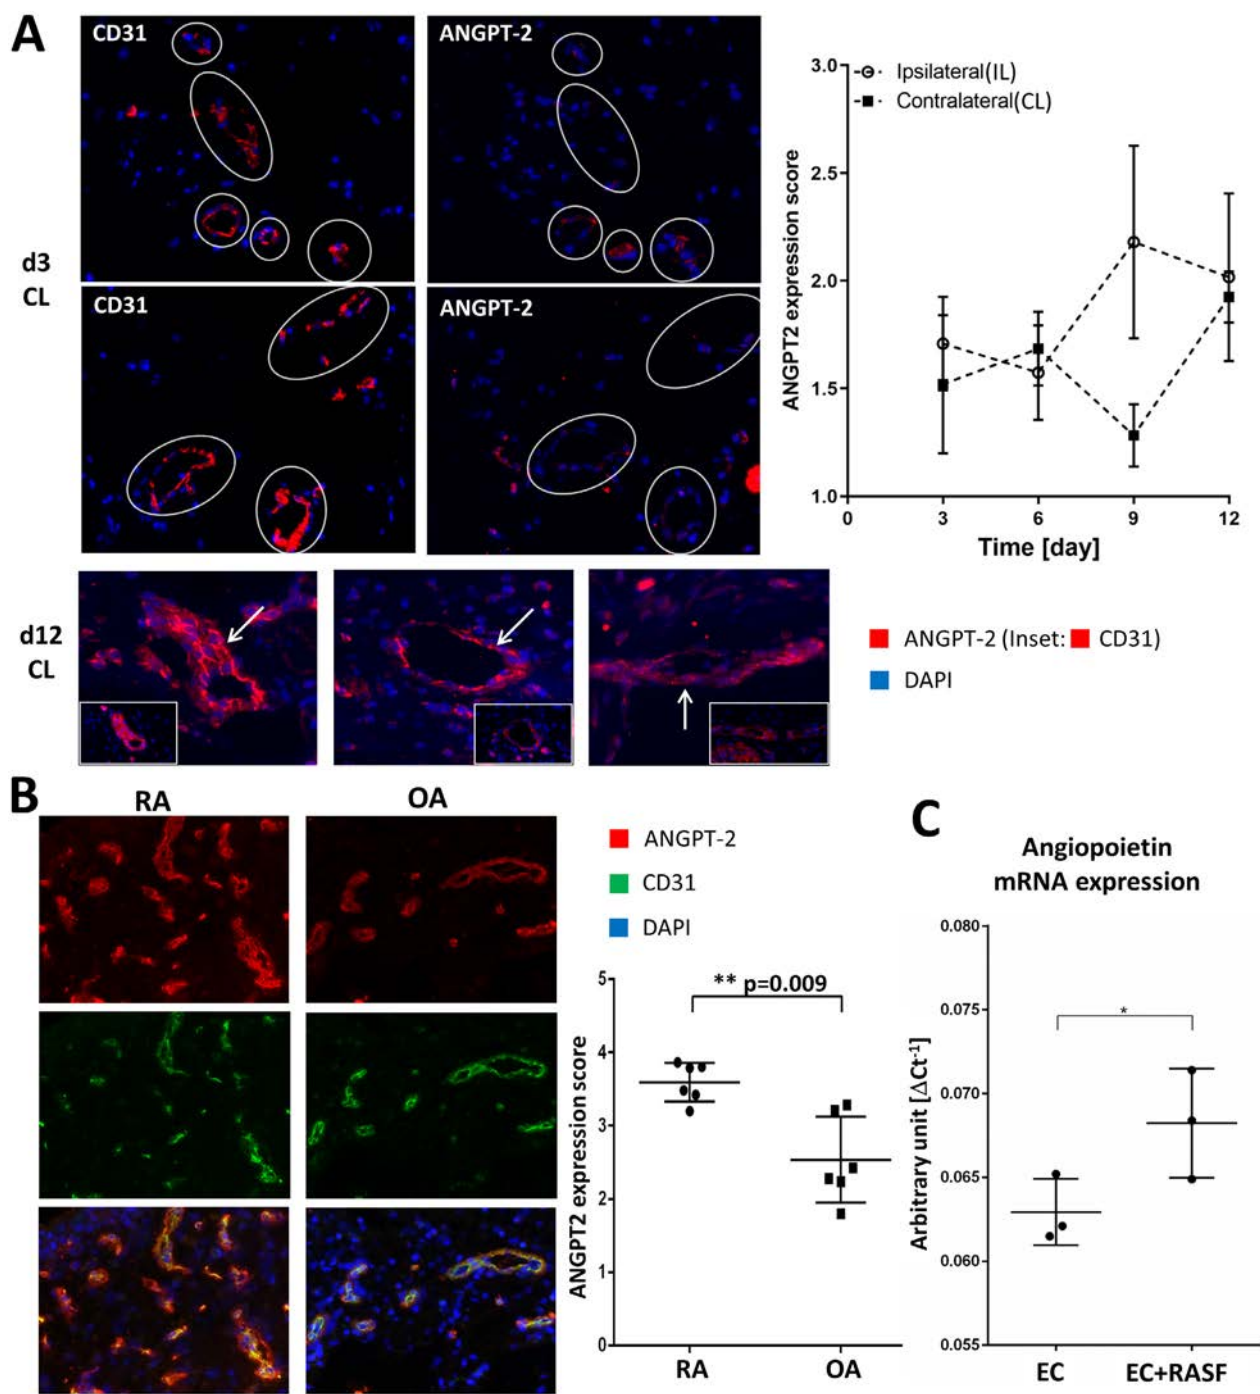 A
CD31
ANGPT-2
d3
CL
CD31
ANGPT-2
3.0
2.5
2.0
1.5
1.0
0
3
6
9
12
ANGPT2 expression score
Time [day]
Ipsilateral(IL)
Contralateral(CL)
d12
CL
ANGPT-2 (Inset: CD31)
DAPI
B
RA
OA
ANGPT-2
CD31
DAPI
** p=0.009
5
4
3
2
1
0
ANGPT2 expression score
RA
OA
C
Angiopoietin
mRNA expression
0.080
0.075
0.070
0.065
0.060
0.055
Arbitrary unit [ΔCt⁻¹]
*
EC
EC+RASF